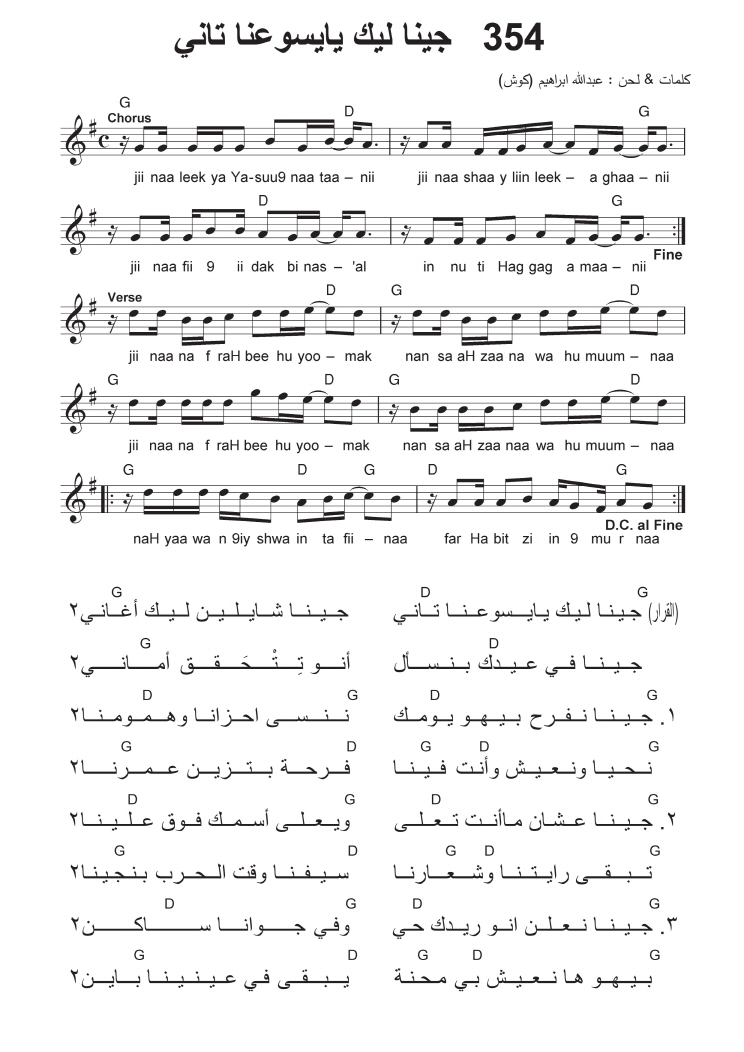 354 جينا ليك يايسوعنا تاني
كلمات & لحن : عبدالله ابراهيم (كوش)
G D G
Chorus
jii naa leek ya Ya-suu9 naa taa – nii jii naa shaa y liin leek – a ghaa – nii
D G
jii naa fii 9 ii dak bi nas – 'al in nu ti Hag gag a maa – nii
Fine
Verse D G D
jii naa na f raH bee hu yoo – mak nan sa aH zaa na wa hu muum – naa
G D G D
jii naa na f raH bee hu yoo – mak nan sa aH zaa naa wa hu muum – naa
G D G D G
D.C. al Fine
naH yaa wa n 9iy shwa in ta fii – naa far Ha bit zi in 9 mu r naa
G D D G
(القرار) جينا ليك يايسوعنا تاني جينا شايلين ليك أغاني٢
D G
جينا في عيدك بنسأل أنو تِتْحَقق أماني٢
G D G D
١. جينا نفرح بيهو يومك ننسى احزانا وهمومنا٢
G D G D G
نحيا ونعيش وأنت فينا فرحة بتزين عمرنا٢
G D G D
٢. جينا عشان ماأنت تعلى ويعلى أسمك فوق علينا٢
G D G D G
تبقى رايتنا وشعارنا سيفنا وقت الحرب بنجينا٢
G D G D
٣. جينا نعلن انو ريدك حي وفي جوانا ساكن٢
G D G D G
بيهو هانعيش بي محنة يبقى في عينينا باين٢